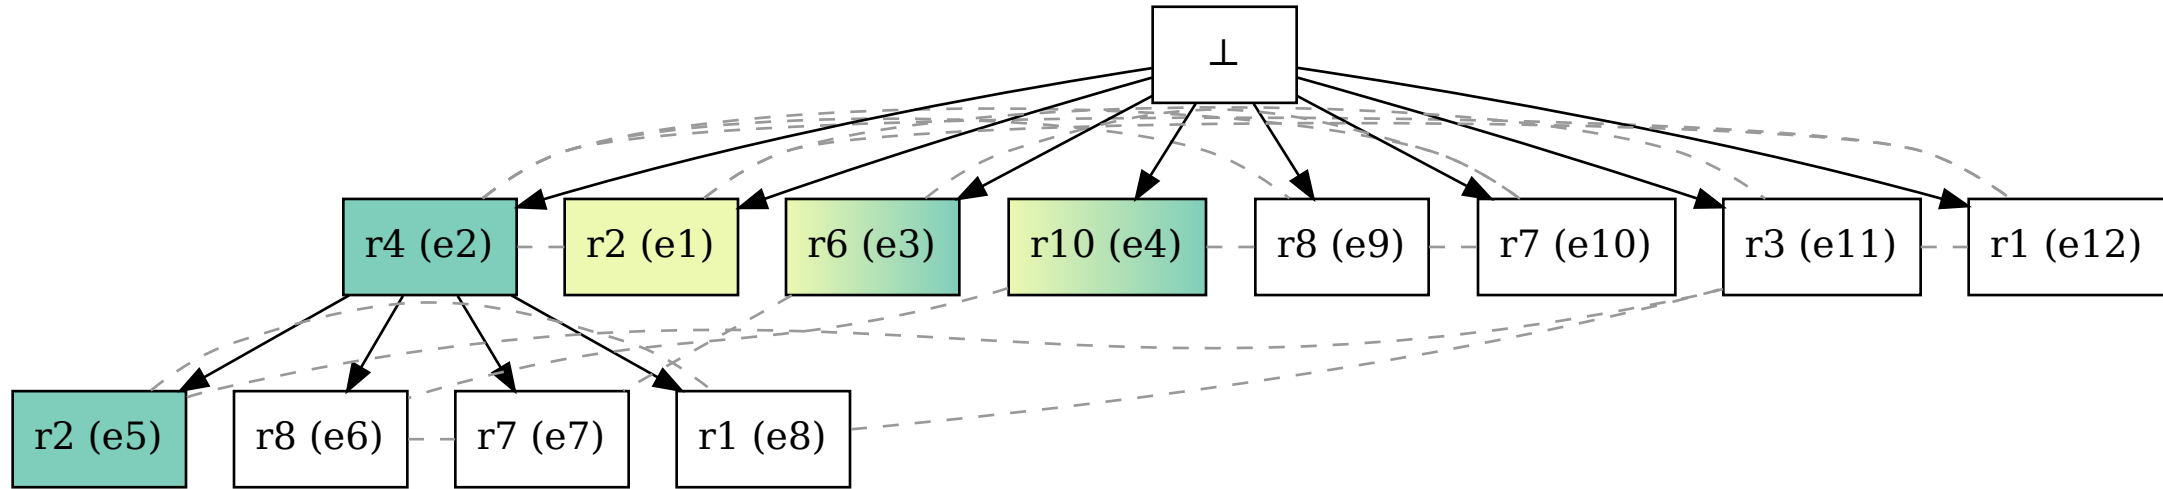 ⊥
r4 (e2)
r2 (e1)
r6 (e3)
r10 (e4)
r8 (e9)
r7 (e10)
r3 (e11)
r1 (e12)
r2 (e5)
r8 (e6)
r7 (e7)
r1 (e8)